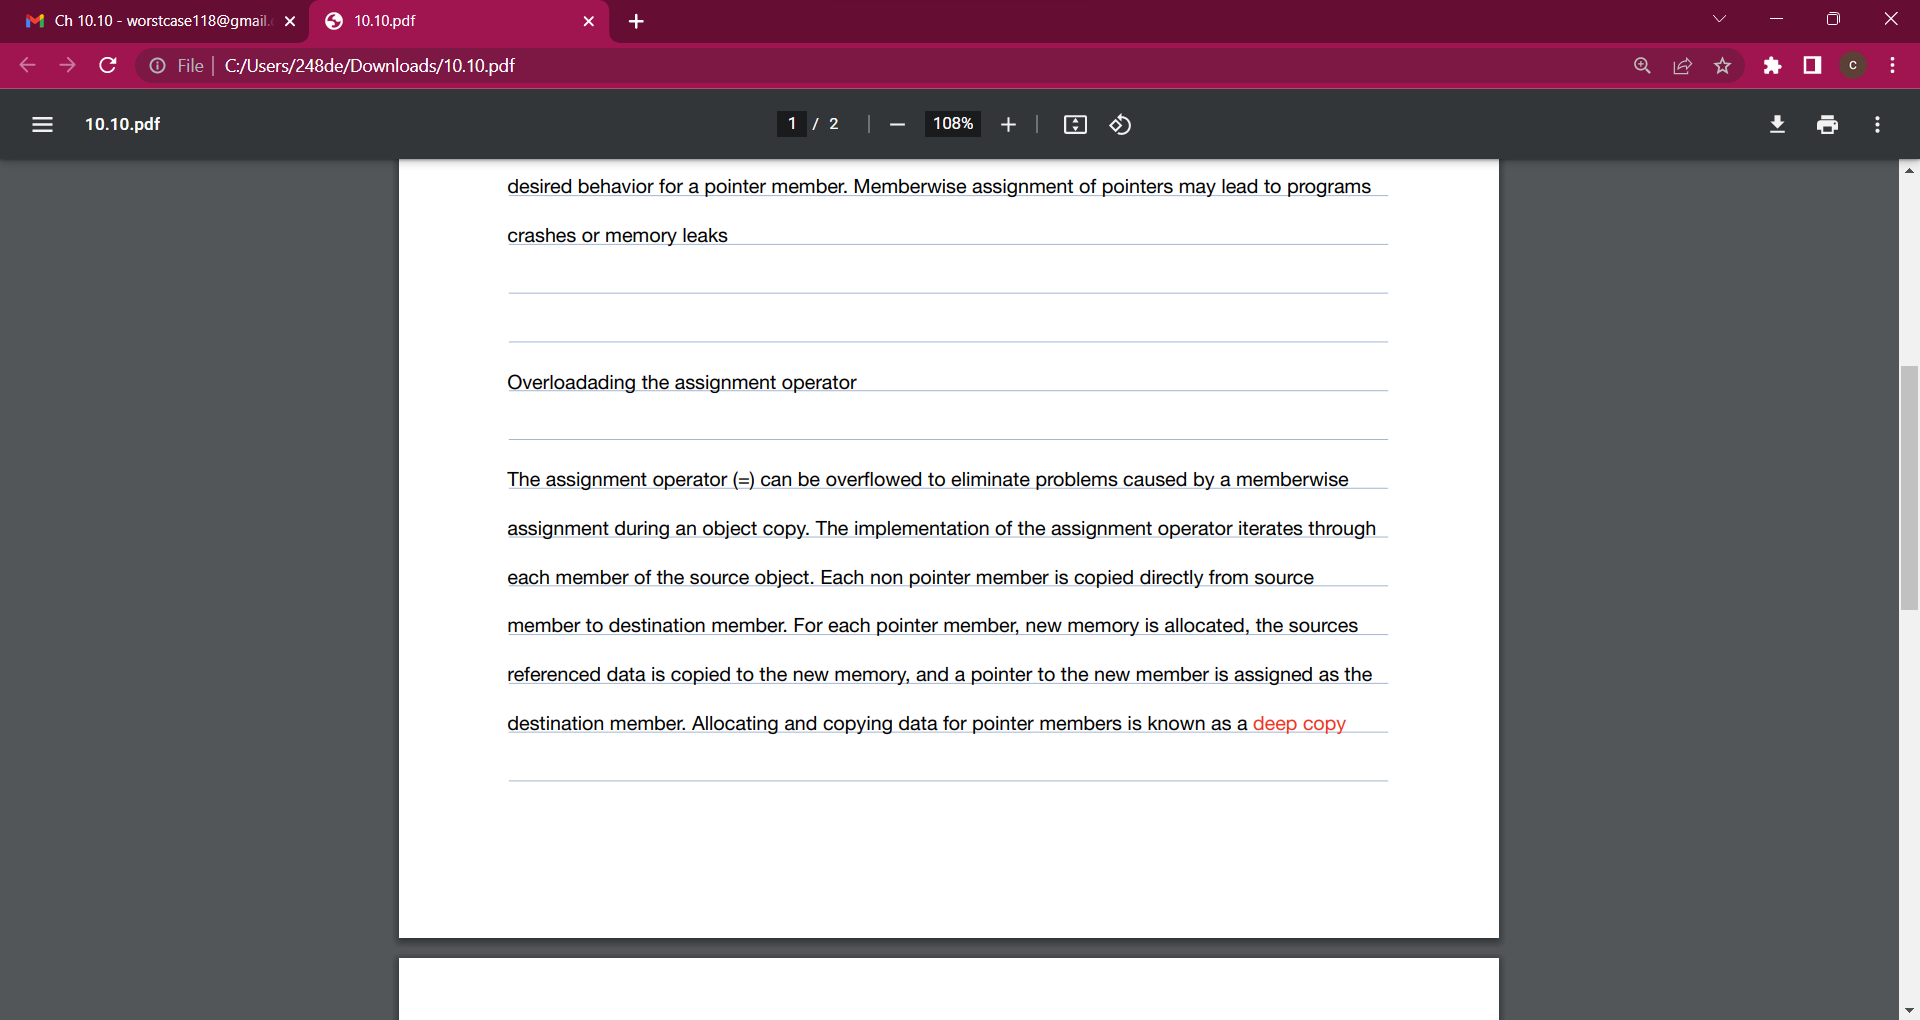 Ch 10.10 - worstcase118@gmail.c
10.10.pdf
File
C:/Users/248de/Downloads/10.10.pdf
c
10.10.pdf
1 / 2
108%
desired behavior for a pointer member. Memberwise assignment of pointers may lead to programs
crashes or memory leaks
Overloadading the assignment operator
The assignment operator (=) can be overflowed to eliminate problems caused by a memberwise
assignment during an object copy. The implementation of the assignment operator iterates through
each member of the source object. Each non pointer member is copied directly from source
member to destination member. For each pointer member, new memory is allocated, the sources
referenced data is copied to the new memory, and a pointer to the new member is assigned as the
destination member. Allocating and copying data for pointer members is known as a deep copy